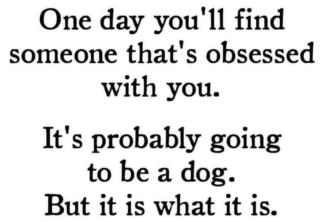 One day you'll find
someone that's obsessed
with you.
It's probably going
to be a dog.
But it is what it is.